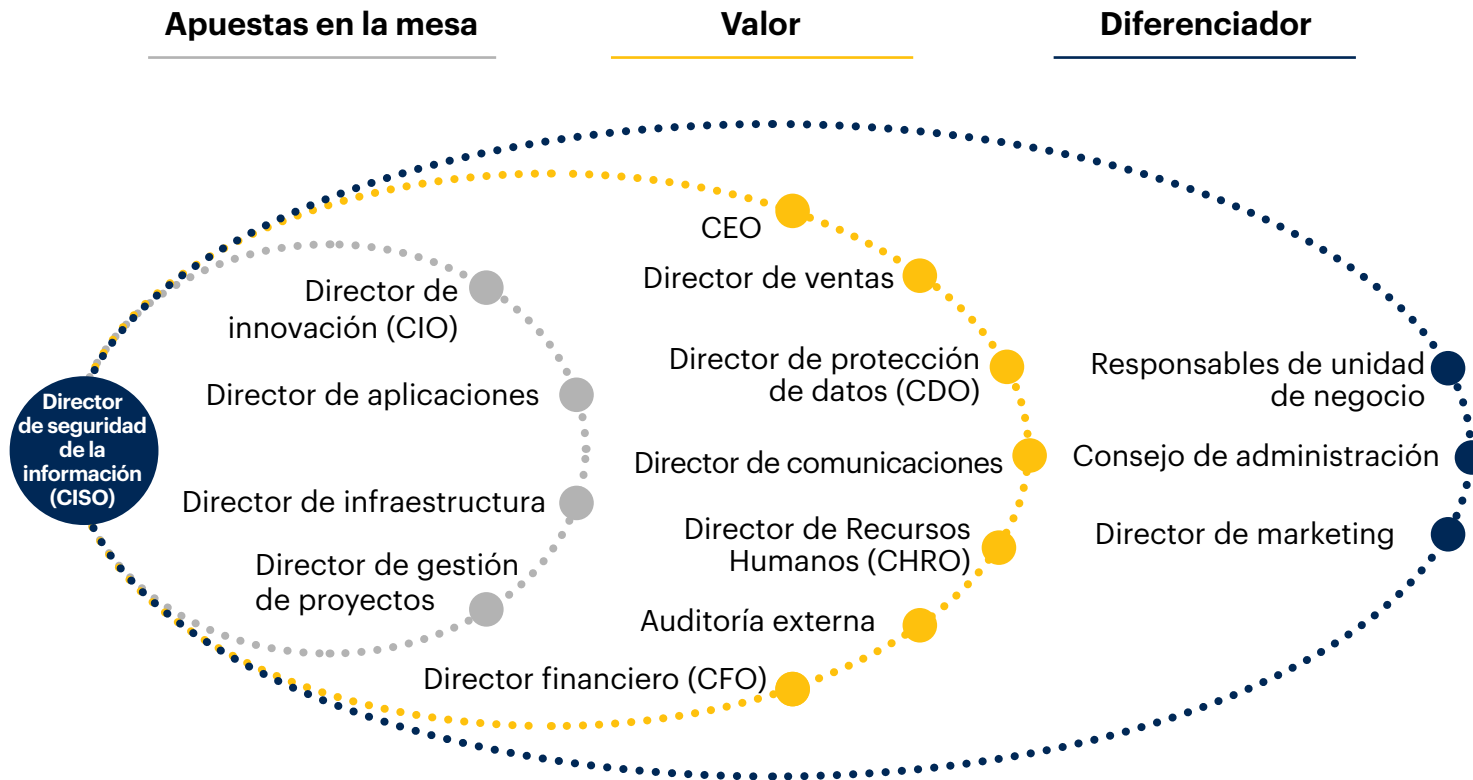 Apuestas en la mesa
Valor
Diferenciador
Director
de seguridad
de la
información
(CISO)
Director de
innovación (CIO)
Director de aplicaciones
Director de infraestructura
Director de gestión
de proyectos
CEO
Director de ventas
Director de protección
de datos (CDO)
Director de comunicaciones
Director de Recursos
Humanos (CHRO)
Auditoría externa
Director financiero (CFO)
Responsables de unidad
de negocio
Consejo de administración
Director de marketing